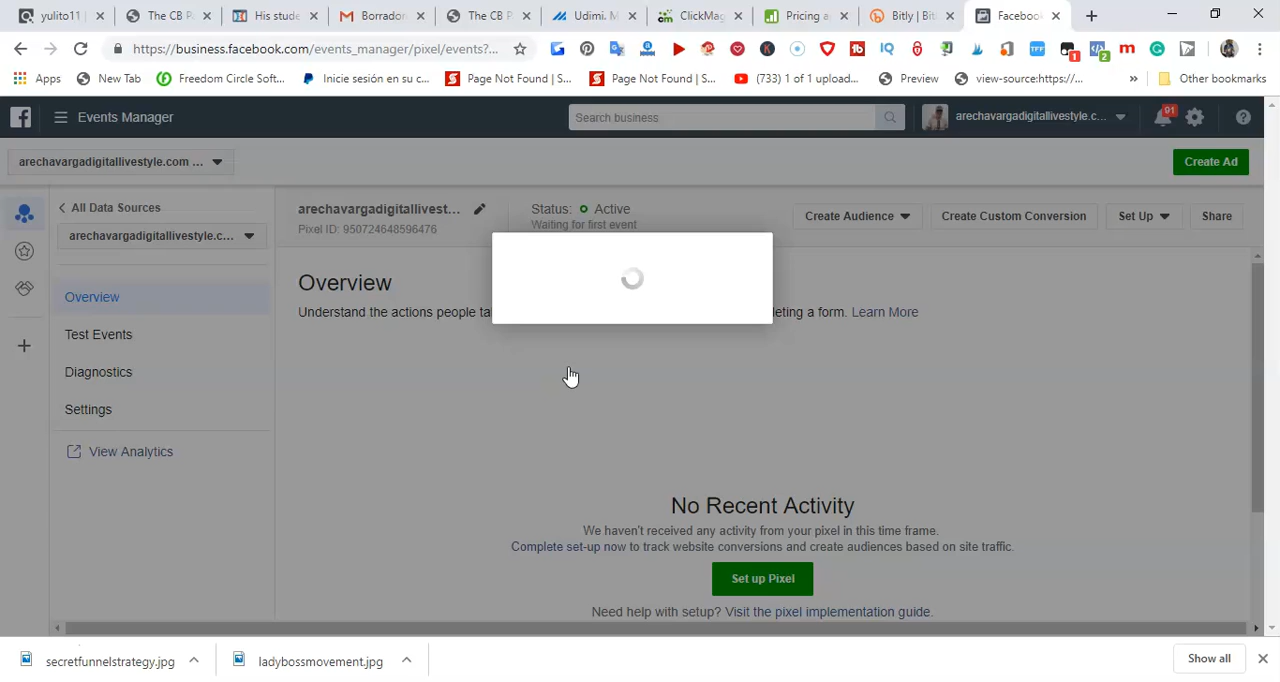 yulito11 |
The CB P
His stude
Borrador
The CB P
Udimi. M
ClickMag
Pricing a
Bitly | Bit
Facebook
https://business.facebook.com/events_manager/pixel/events?...
Apps
New Tab
Freedom Circle Soft...
Inicie sesión en su c...
Page Not Found | S...
Page Not Found | S...
(733) 1 of 1 upload...
Preview
view-source:https://...
»
Other bookmarks
Events Manager
Search business
arechavargadigitallivestyle.c...
91
arechavargadigitallivestyle.com ...
Create Ad
All Data Sources
arechavargadigitallivestyle.c...
arechavargadigitallivest...
Pixel ID: 950724648596476
Status: Active
Waiting for first event
Create Audience
Create Custom Conversion
Set Up
Share
Overview
Test Events
Diagnostics
Settings
View Analytics
Overview
Understand the actions people ta
leting a form. Learn More
No Recent Activity
We haven't received any activity from your pixel in this time frame.
Complete set-up now to track website conversions and create audiences based on site traffic.
Set up Pixel
Need help with setup? Visit the pixel implementation guide.
secretfunnelstrategy.jpg
ladybossmovement.jpg
Show all